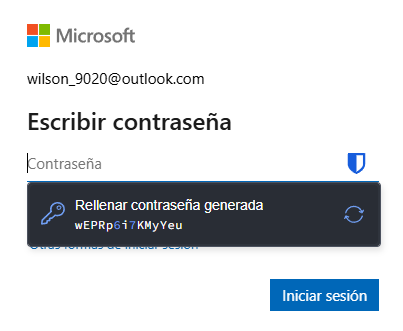 Microsoft
wilson_9020@outlook.com
Escribir contraseña
Contraseña
Rellenar contraseña generada
wEPRp6i7KMyYeu
Otras formas de iniciar sesión
Iniciar sesión